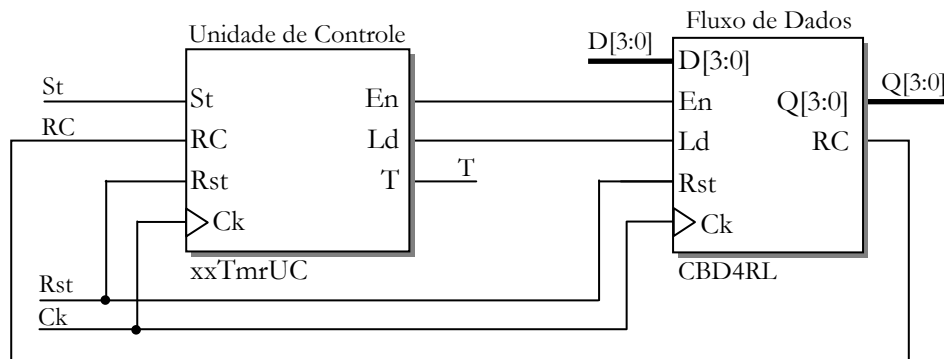 Unidade de Controle
St
RC
St
RC
Rst
Ck
En
Ld
T
T
xxTmrUC
Rst
Ck
Fluxo de Dados
D[3:0]
D[3:0]
En
Ld
Rst
Ck
Q[3:0]
RC
Q[3:0]
CBD4RL